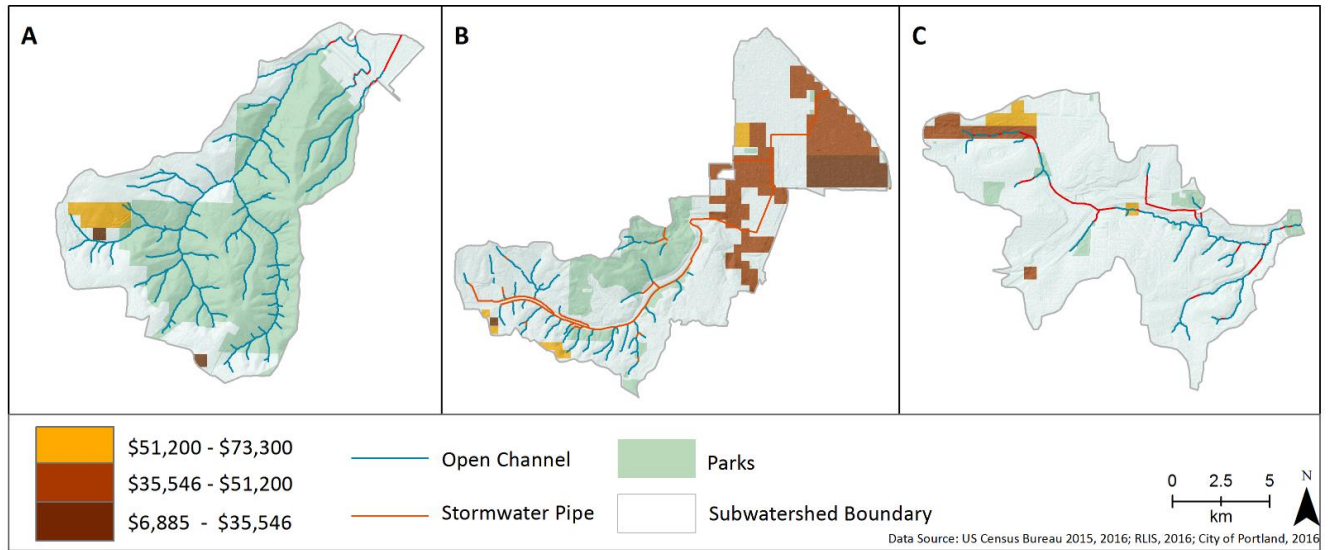 A
B
C
$51,200 - $73,300
$35,546 - $51,200
$6,885 - $35,546
Open Channel
Stormwater Pipe
Parks
Subwatershed Boundary
0 2.5 5
km
N
Data Source: US Census Bureau 2015, 2016; RLIS, 2016; City of Portland, 2016